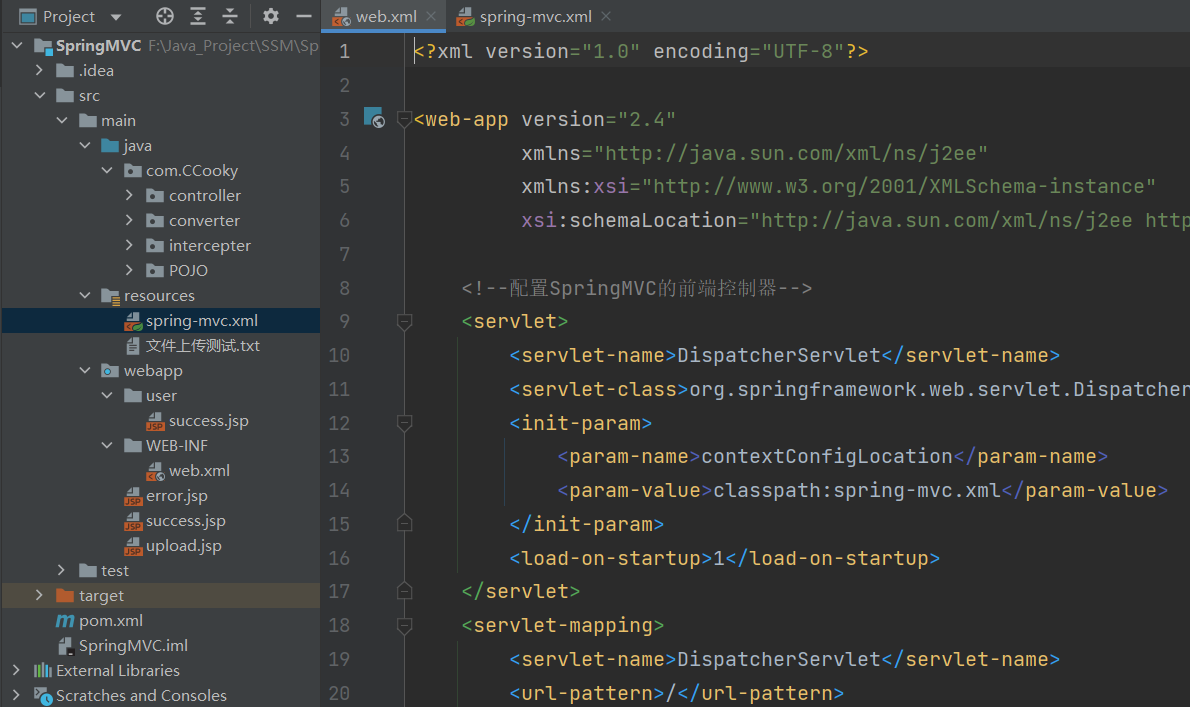 Project
SpringMVC F:\Java_Project\SSM\Sp
.idea
src
main
java
com.CCooky
controller
converter
intercepter
POJO
resources
spring-mvc.xml
文件上传测试.txt
webapp
user
success.jsp
WEB-INF
web.xml
error.jsp
success.jsp
upload.jsp
test
target
pom.xml
SpringMVC.iml
External Libraries
Scratches and Consoles
web.xml spring-mvc.xml
1 <?xml version="1.0" encoding="UTF-8"?>
2
3 <web-app version="2.4"
4 xmlns="http://java.sun.com/xml/ns/j2ee"
5 xmlns:xsi="http://www.w3.org/2001/XMLSchema-instance"
6 xsi:schemaLocation="http://java.sun.com/xml/ns/j2ee http
7
8 <!--配置SpringMVC的前端控制器-->
9 <servlet>
10 <servlet-name>DispatcherServlet</servlet-name>
11 <servlet-class>org.springframework.web.servlet.Dispatcher
12 <init-param>
13 <param-name>contextConfigLocation</param-name>
14 <param-value>classpath:spring-mvc.xml</param-value>
15 </init-param>
16 <load-on-startup>1</load-on-startup>
17 </servlet>
18 <servlet-mapping>
19 <servlet-name>DispatcherServlet</servlet-name>
20 <url-pattern>/</url-pattern>